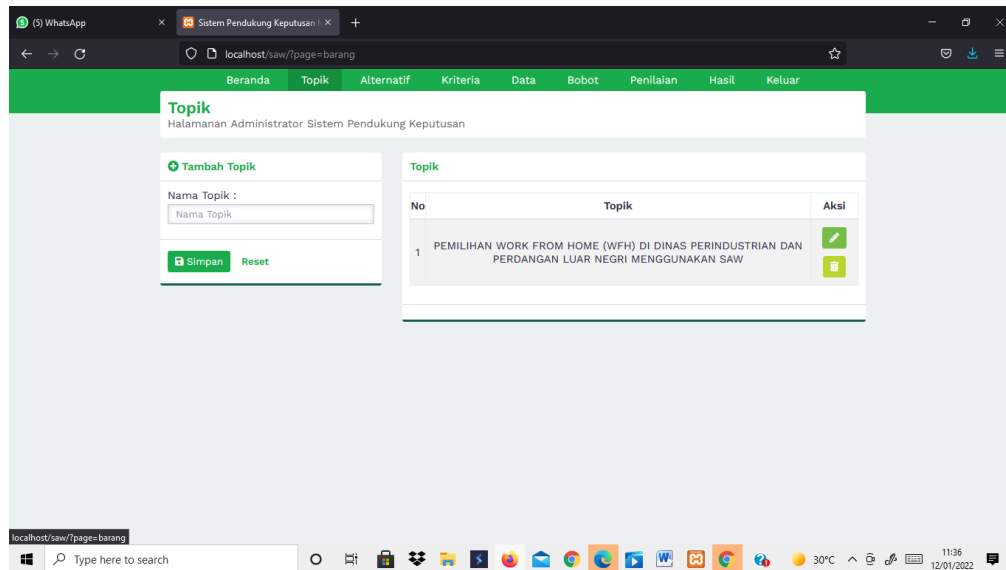 (5) WhatsApp
Sistem Pendukung Keputusan
localhost/saw/?page=barang
Beranda Topik Alternatif Kriteria Data Bobot Penilaian Hasil Keluar
Topik
Halamanan Administrator Sistem Pendukung Keputusan
Tambah Topik
Nama Topik :
Nama Topik
Simpan Reset
Topik
No Topik Aksi
1 PEMILIHAN WORK FROM HOME (WFH) DI DINAS PERINDUSTRIAN DAN
PERDANGAN LUAR NEGRI MENGGUNAKAN SAW
localhost/saw/?page=barang
Type here to search
30°C
11:36
12/01/2022